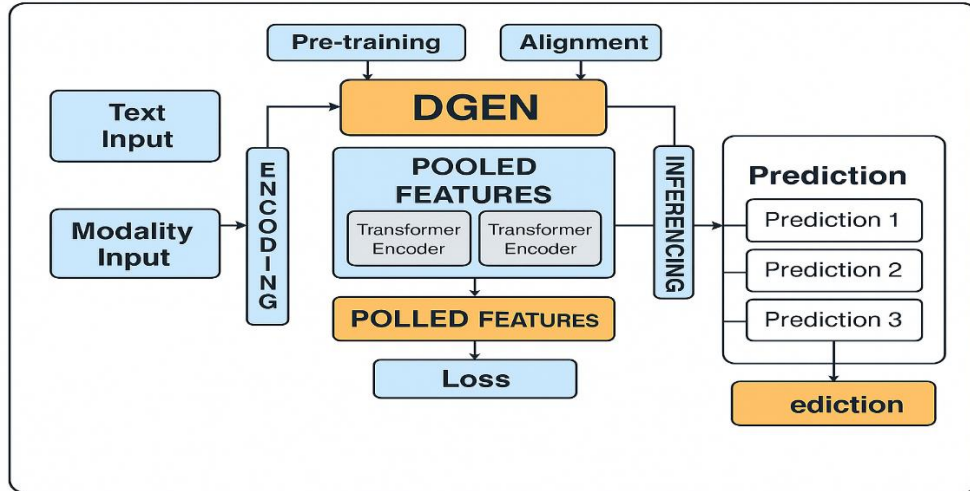 Pre-training
Alignment
DGEN
Text
Input
Modality
Input
ENCODING
POOLED
FEATURES
Transformer
Encoder
Transformer
Encoder
INFERENCING
POLLED FEATURES
Loss
Prediction
Prediction 1
Prediction 2
Prediction 3
ediction